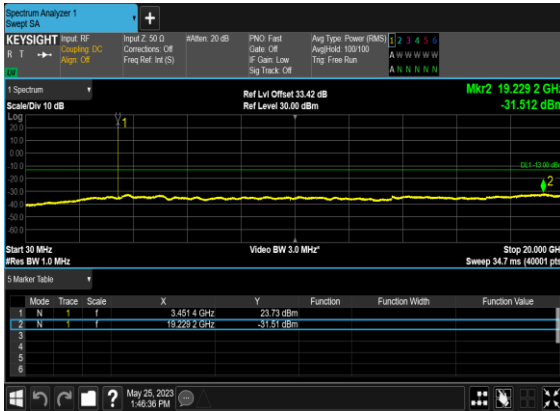 Spectrum Analyzer 1
Swept SA
+
KEYSIGHT Input: RF Input Z: 50 Ω #Atten: 20 dB PNO: Fast Avg Type: Power (RMS) 1 2 3 4 5 6
R T Coupling: DC Corrections: Off Gate: Off Avg|Hold: 100/100 A W W W W W
Align: Off Freq Ref: Int (S) IF Gain: Low Trig: Free Run
LW Sig Track: Off A N N N N N
1 Spectrum
Ref Lvl Offset 33.42 dB Mkr2 19.229 2 GHz
Scale/Div 10 dB Ref Level 30.00 dBm -31.512 dBm
Log
1
20.0
10.0
0.00
-10.0
DL1 -13.00 dBm
-20.0
2
-30.0
-40.0
-50.0
-60.0
Start 30 MHz Video BW 3.0 MHz* Stop 20.000 GH
#Res BW 1.0 MHz Sweep 34.7 ms (40001 pts
5 Marker Table
Mode Trace Scale X Y Function Function Width Function Value
1 N 1 f 3.451 4 GHz 23.73 dBm
2 N 1 f 19.229 2 GHz -31.51 dBm
3
4
5
6
? May 25, 2023
1:46:36 PM